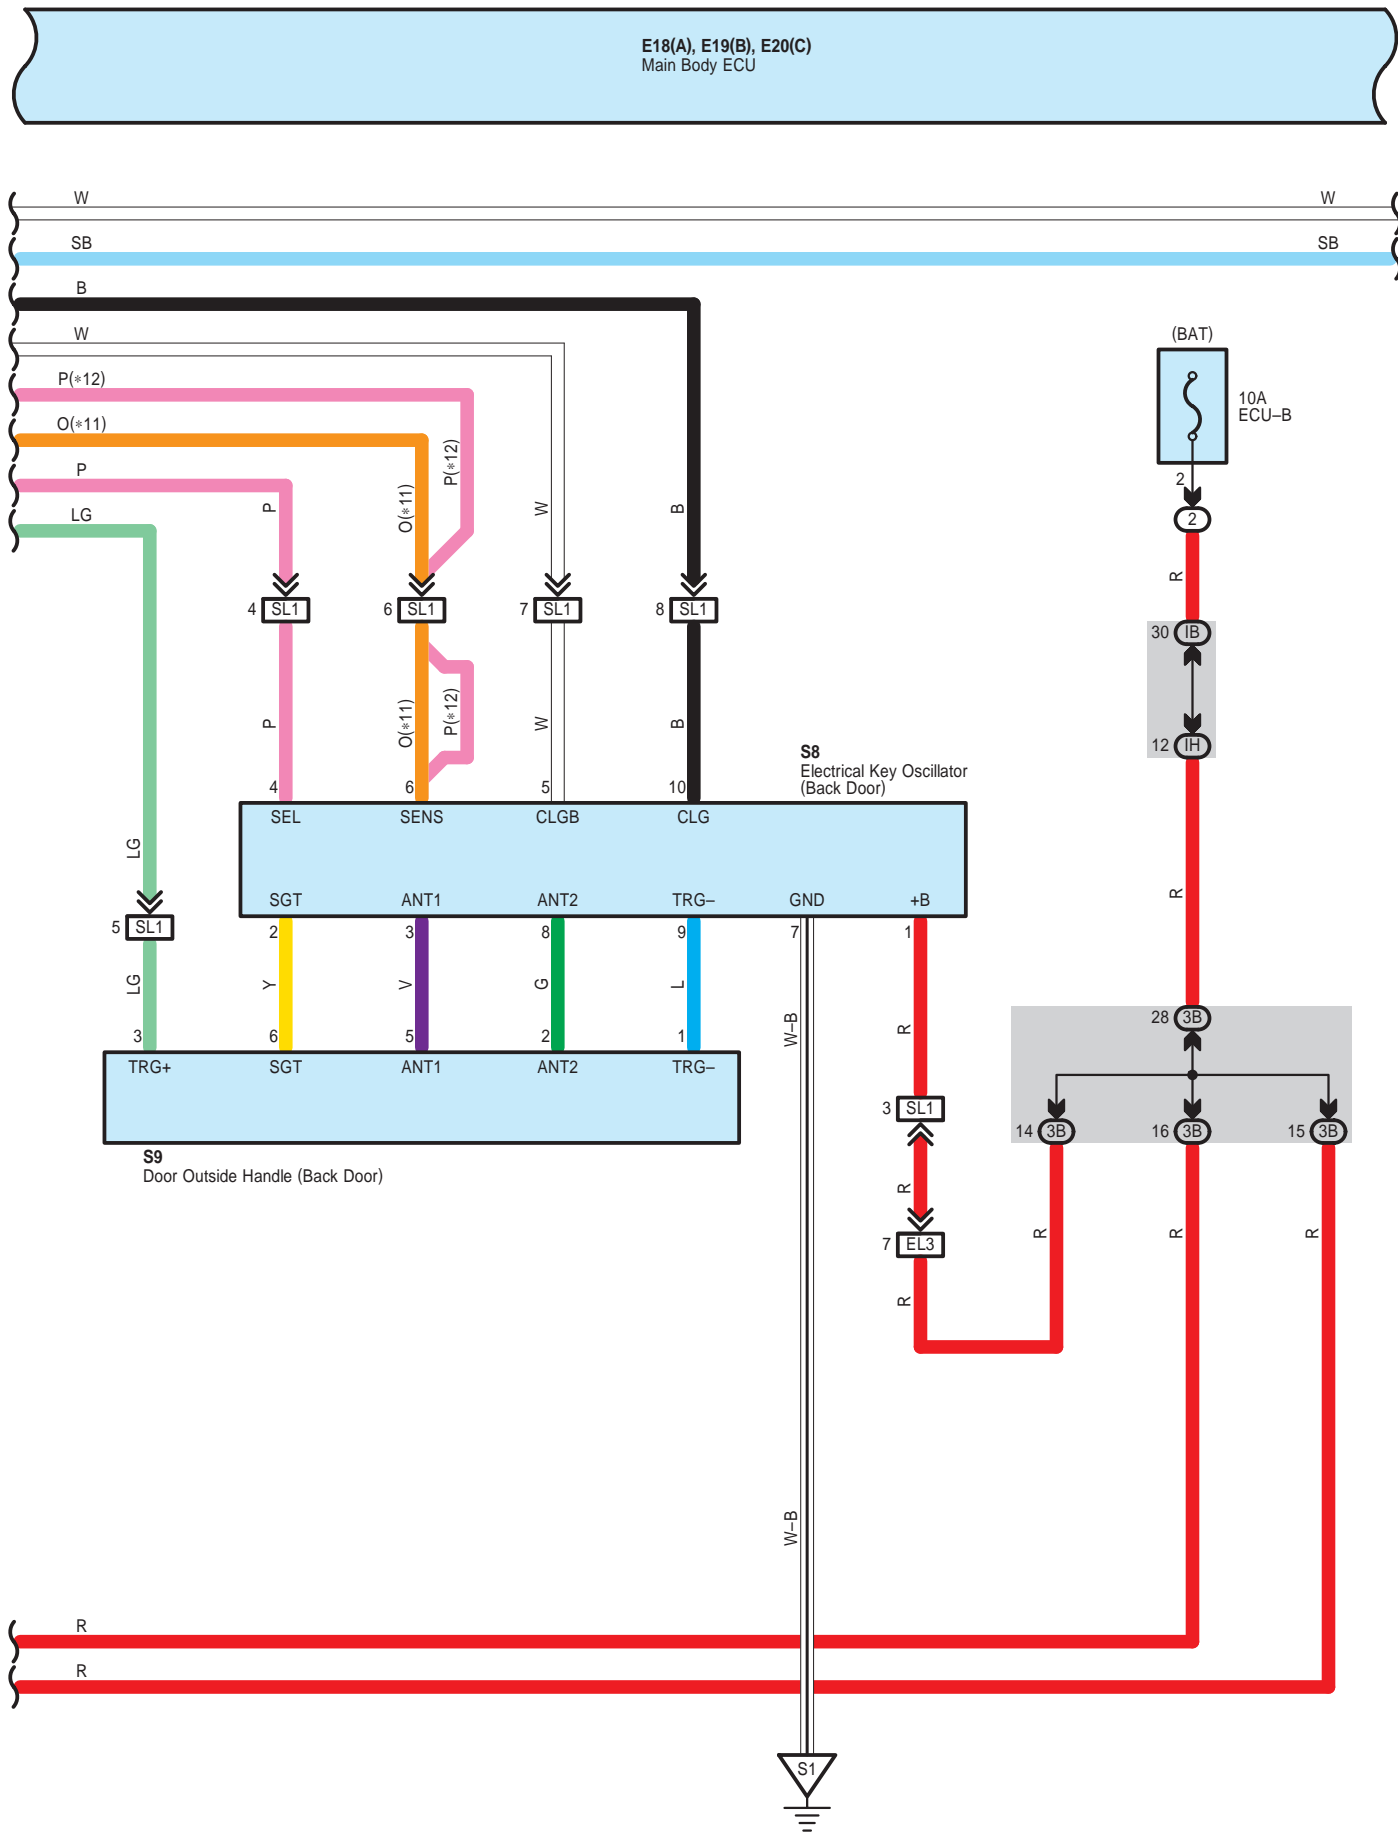 E18(A), E19(B), E20(C)
Main Body ECU
W
W
SB
SB
B
W
(BAT)
P(*12)
10A
ECU–B
O(*11)
P
LG
P
O(*11)
P(*12)
W
B
2
2
R
4 SL1
6 SL1
7 SL1
8 SL1
30 IB
P
O(*11)
P(*12)
W
B
12 IH
S8
Electrical Key Oscillator
(Back Door)
4
6
5
10
SEL
SENS
CLGB
CLG
LG
R
SGT
ANT1
ANT2
TRG–
GND
+B
5 SL1
2
3
8
9
7
1
LG
Y
V
G
L
W–B
R
28 3B
3
6
5
2
1
TRG+
SGT
ANT1
ANT2
TRG–
3 SL1
14 3B
16 3B
15 3B
S9
Door Outside Handle (Back Door)
R
R
R
R
7 EL3
R
W–B
R
R
S1